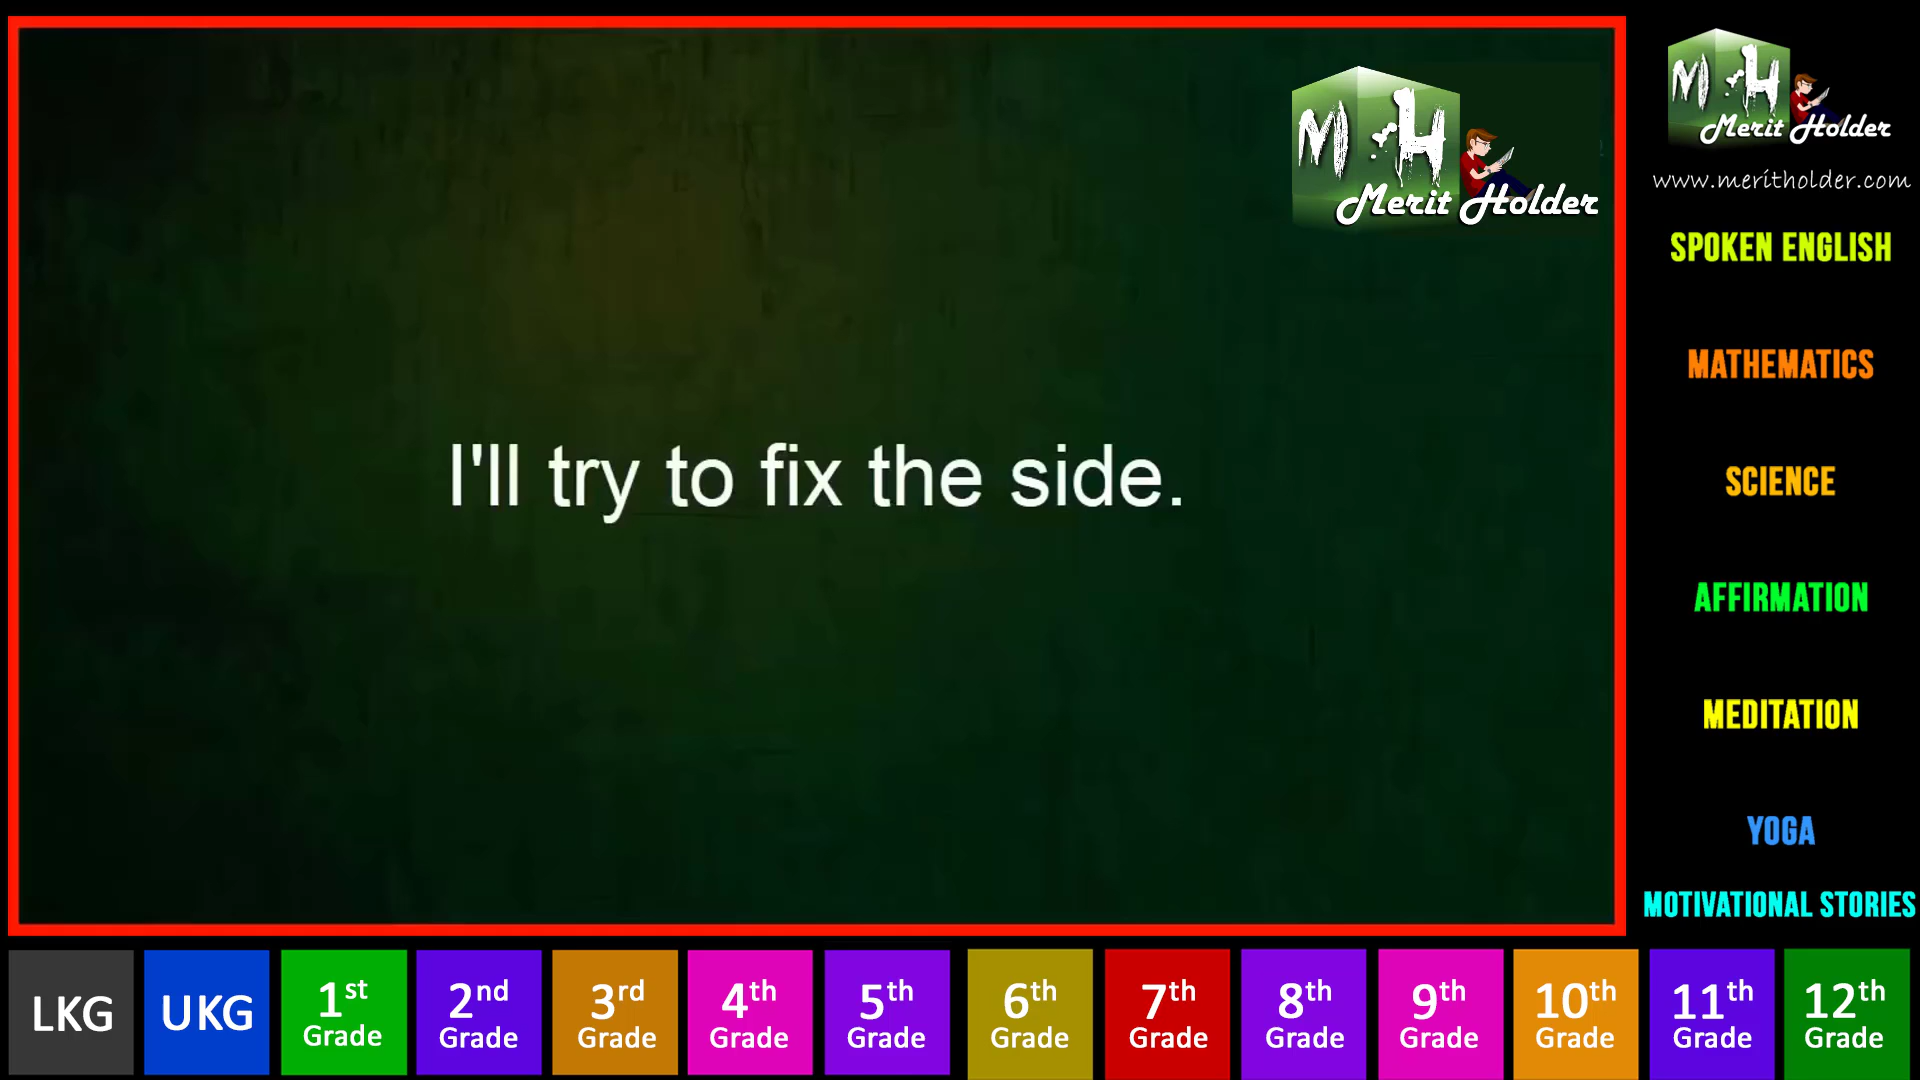 M H
Merit Holder
I'll try to fix the side.
M H
Merit Holder
www.meritholder.com
SPOKEN ENGLISH
MATHEMATICS
SCIENCE
AFFIRMATION
MEDITATION
YOGA
MOTIVATIONAL STORIES
LKG
UKG
1st Grade
2nd Grade
3rd Grade
4th Grade
5th Grade
6th Grade
7th Grade
8th Grade
9th Grade
10th Grade
11th Grade
12th Grade